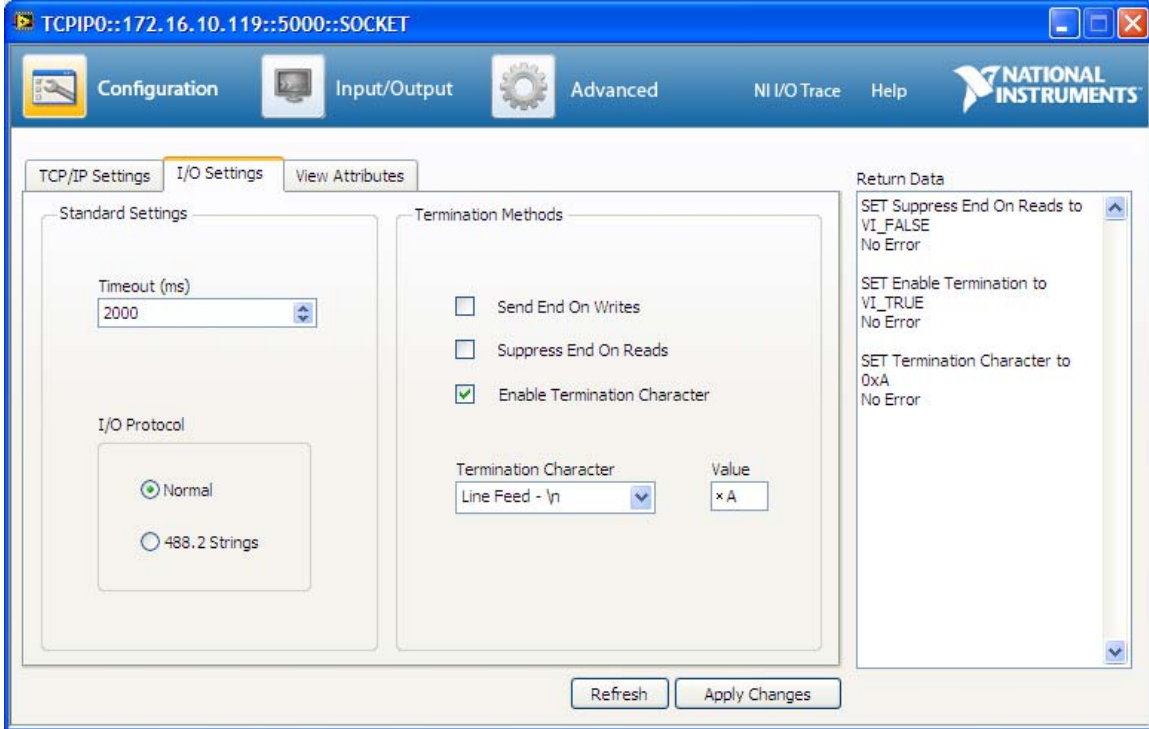 TCPIP0::172.16.10.119::5000::SOCKET
Configuration
Input/Output
Advanced
NI I/O Trace
Help
NATIONAL
INSTRUMENTS
TCP/IP Settings
I/O Settings
View Attributes
Standard Settings
Timeout (ms)
2000
I/O Protocol
Normal
488.2 Strings
Termination Methods
Send End On Writes
Suppress End On Reads
Enable Termination Character
Termination Character
Line Feed - \n
Value
×A
Return Data
SET Suppress End On Reads to
VI_FALSE
No Error
SET Enable Termination to
VI_TRUE
No Error
SET Termination Character to
0xA
No Error
Refresh
Apply Changes